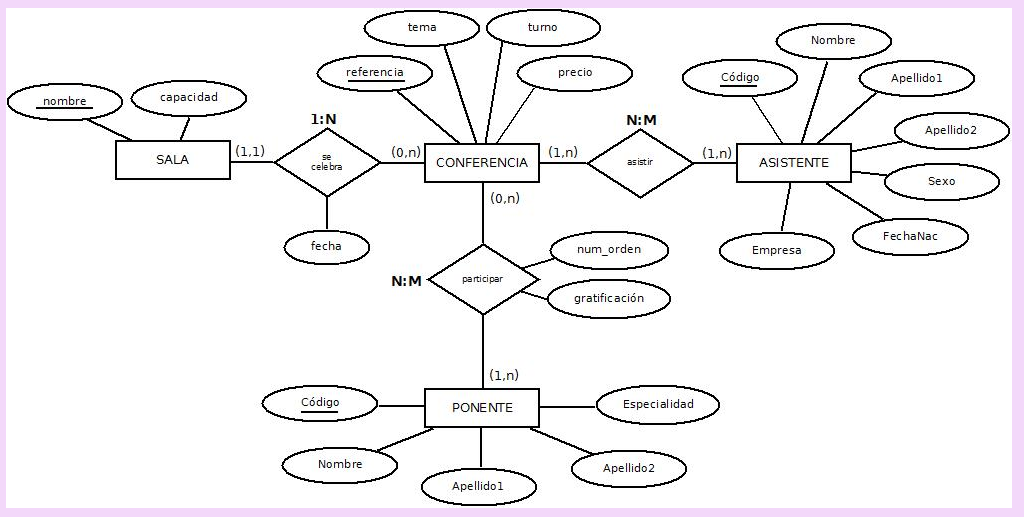 tema
turno
Nombre
referencia
precio
Código
Apellido1
nombre
capacidad
Apellido2
1:N
N:M
SALA
(1,1)
se
celebra
(0,n)
CONFERENCIA
(1,n)
asistir
(1,n)
ASISTENTE
Sexo
(0,n)
fecha
num_orden
Empresa
FechaNac
N:M
participar
gratificación
(1,n)
Código
PONENTE
Especialidad
Nombre
Apellido1
Apellido2